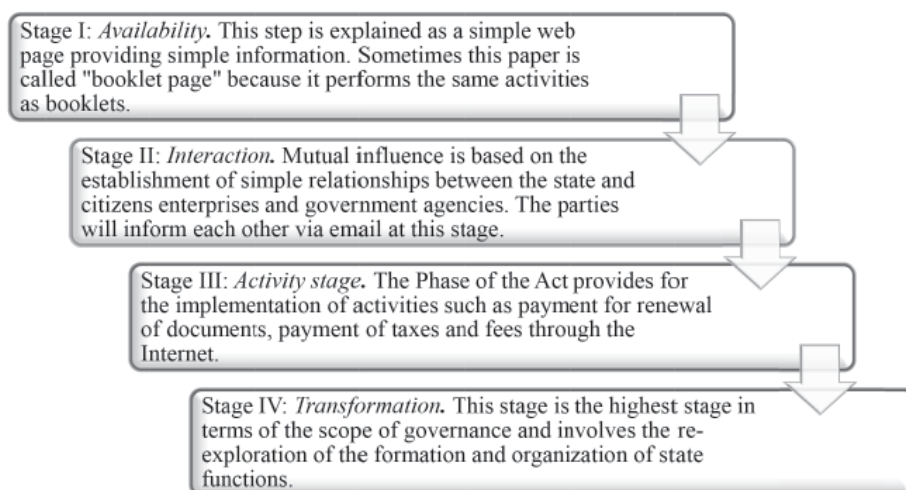 Stage I: Availability. This step is explained as a simple web
page providing simple information. Sometimes this paper is
called "booklet page" because it performs the same activities
as booklets.
Stage II: Interaction. Mutual influence is based on the
establishment of simple relationships between the state and
citizens enterprises and government agencies. The parties
will inform each other via email at this stage.
Stage III: Activity stage. The Phase of the Act provides for
the implementation of activities such as payment for renewal
of documents, payment of taxes and fees through the
Internet.
Stage IV: Transformation. This stage is the highest stage in
terms of the scope of governance and involves the re-
exploration of the formation and organization of state
functions.